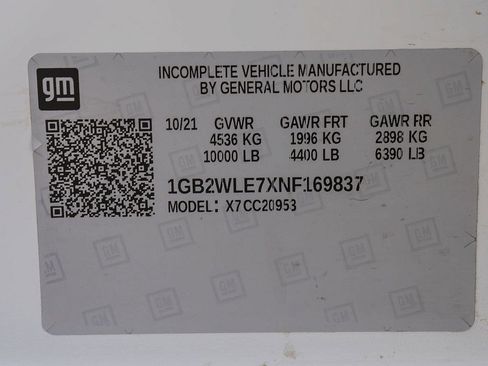 gm
INCOMPLETE VEHICLE MANUFACTURED
BY GENERAL MOTORS LLC
10/21 GVWR GAWR FRT GAWR RR
4536 KG 1996 KG 2898 KG
10000 LB 4400 LB 6390 LB
1GB2WLE7XNF169837
MODEL: X7CC20953